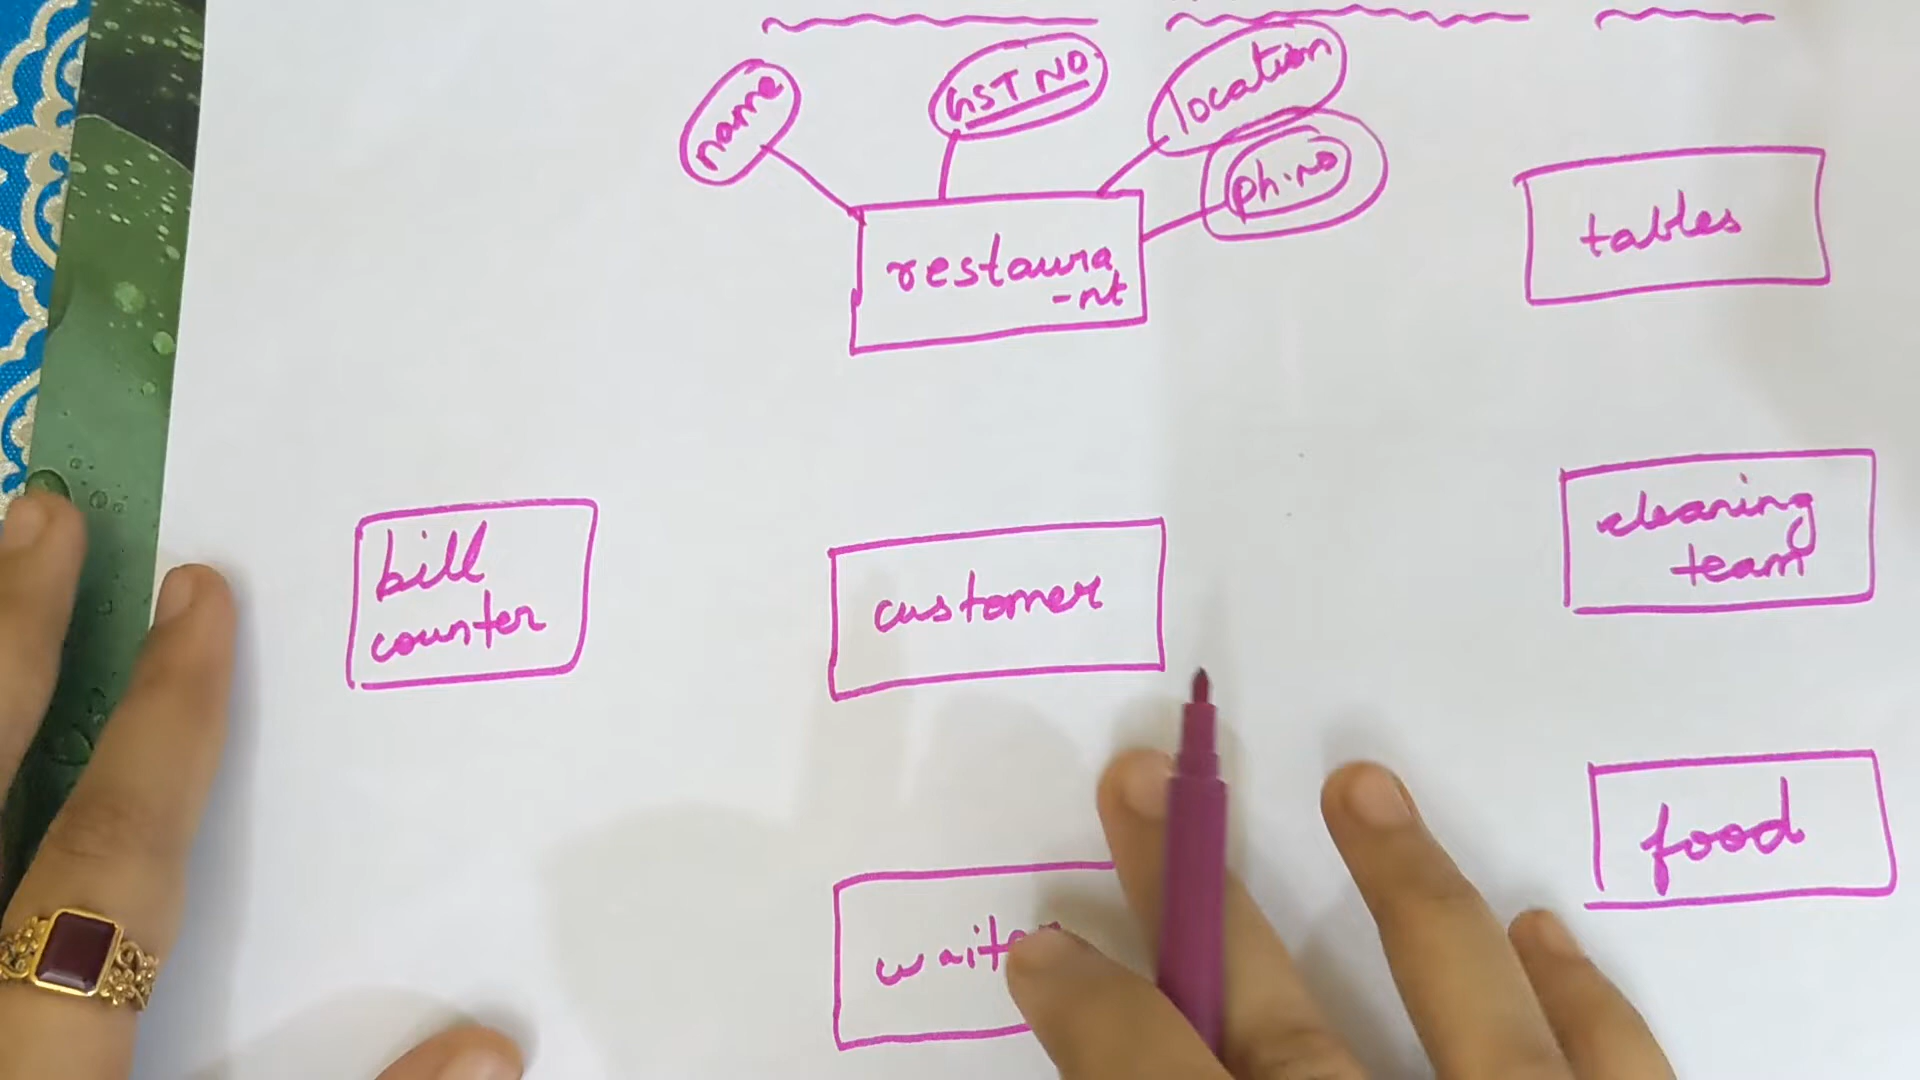 name
GST NO.
location
ph.no
restaura
-nt
tables
bill
counter
customer
cleaning
team
food